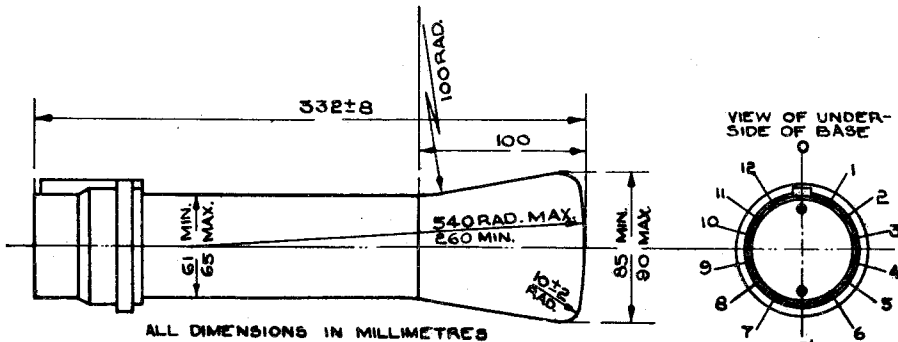 332±8
100 RAD.
100
61 MIN.
65 MAX.
540 RAD. MAX.
260 MIN.
10±2
RAD.
85 MIN.
90 MAX.
ALL DIMENSIONS IN MILLIMETRES
VIEW OF UNDER-
SIDE OF BASE
1
2
3
4
5
6
7
8
9
10
11
12